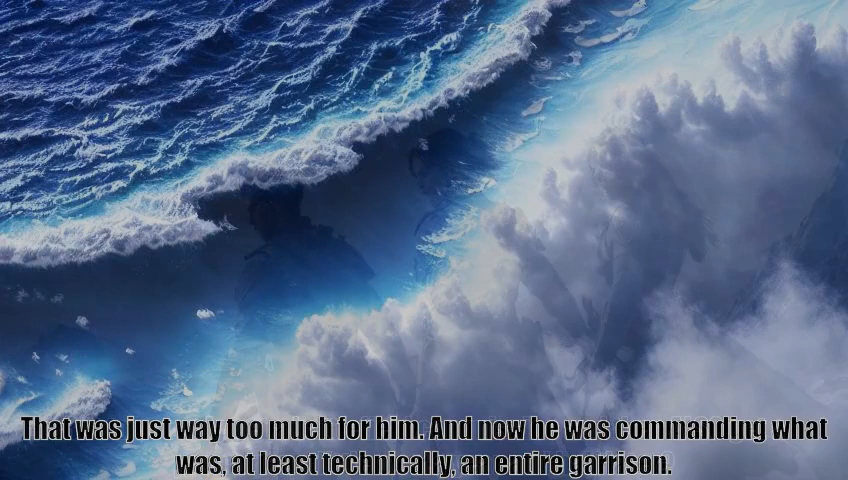 That was just way too much for him. And now he was commanding what
was, at least technically, an entire garrison.